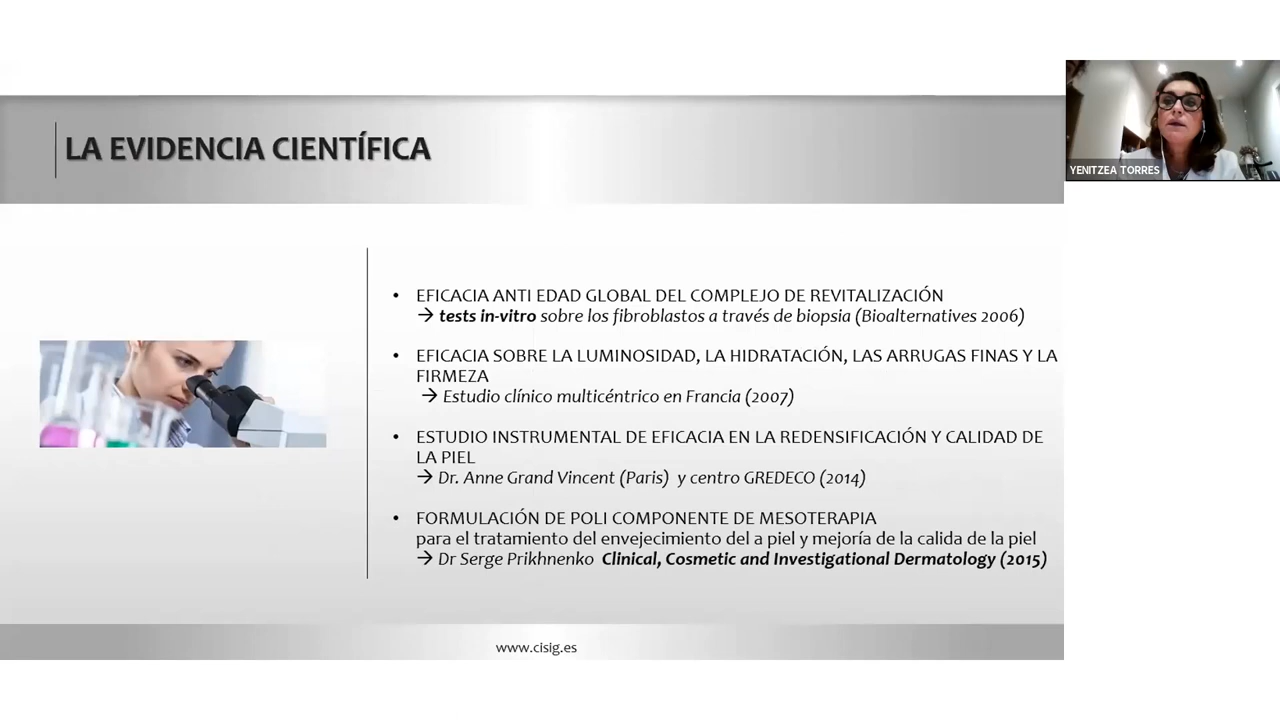 LA EVIDENCIA CIENTÍFICA
YENITZEA TORRES
• EFICACIA ANTI EDAD GLOBAL DEL COMPLEJO DE REVITALIZACIÓN
→ tests in-vitro sobre los fibroblastos a través de biopsia (Bioalternatives 2006)
• EFICACIA SOBRE LA LUMINOSIDAD, LA HIDRATACIÓN, LAS ARRUGAS FINAS Y LA
FIRMEZA
→ Estudio clínico multicéntrico en Francia (2007)
• ESTUDIO INSTRUMENTAL DE EFICACIA EN LA REDENSIFICACIÓN Y CALIDAD DE
LA PIEL
→ Dr. Anne Grand Vincent (Paris) y centro GREDECO (2014)
• FORMULACIÓN DE POLI COMPONENTE DE MESOTERAPIA
para el tratamiento del envejecimiento del a piel y mejoría de la calida de la piel
→ Dr Serge Prikhnenko Clinical, Cosmetic and Investigational Dermatology (2015)
www.cisig.es